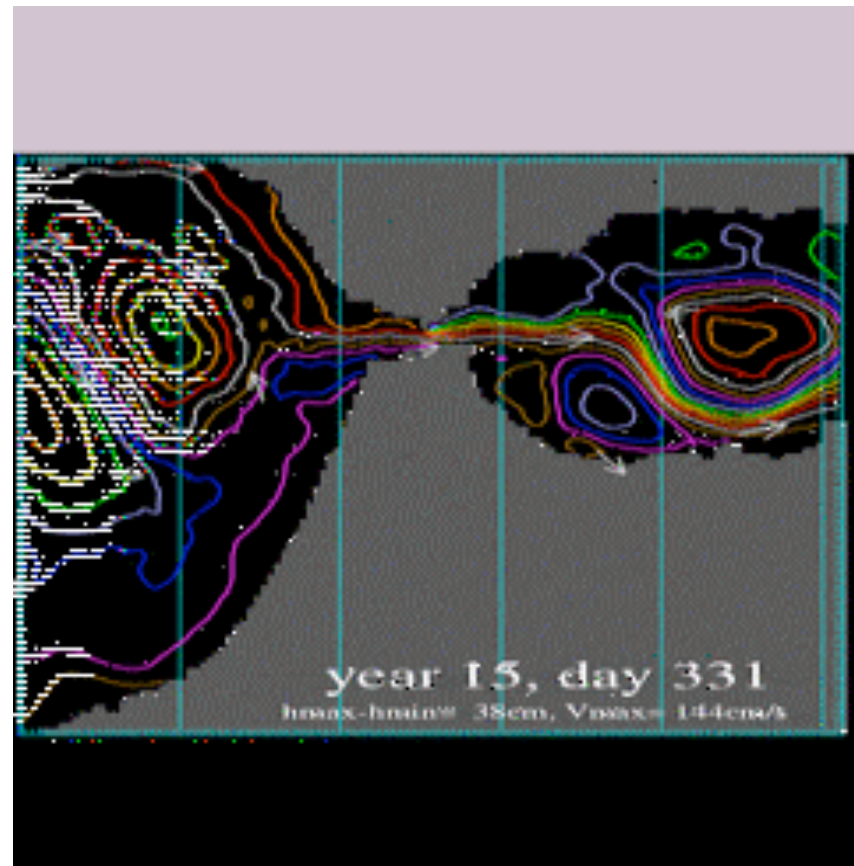 year 15, day 331
hmax-hmin= 38cm, Vmax= 144cm/s